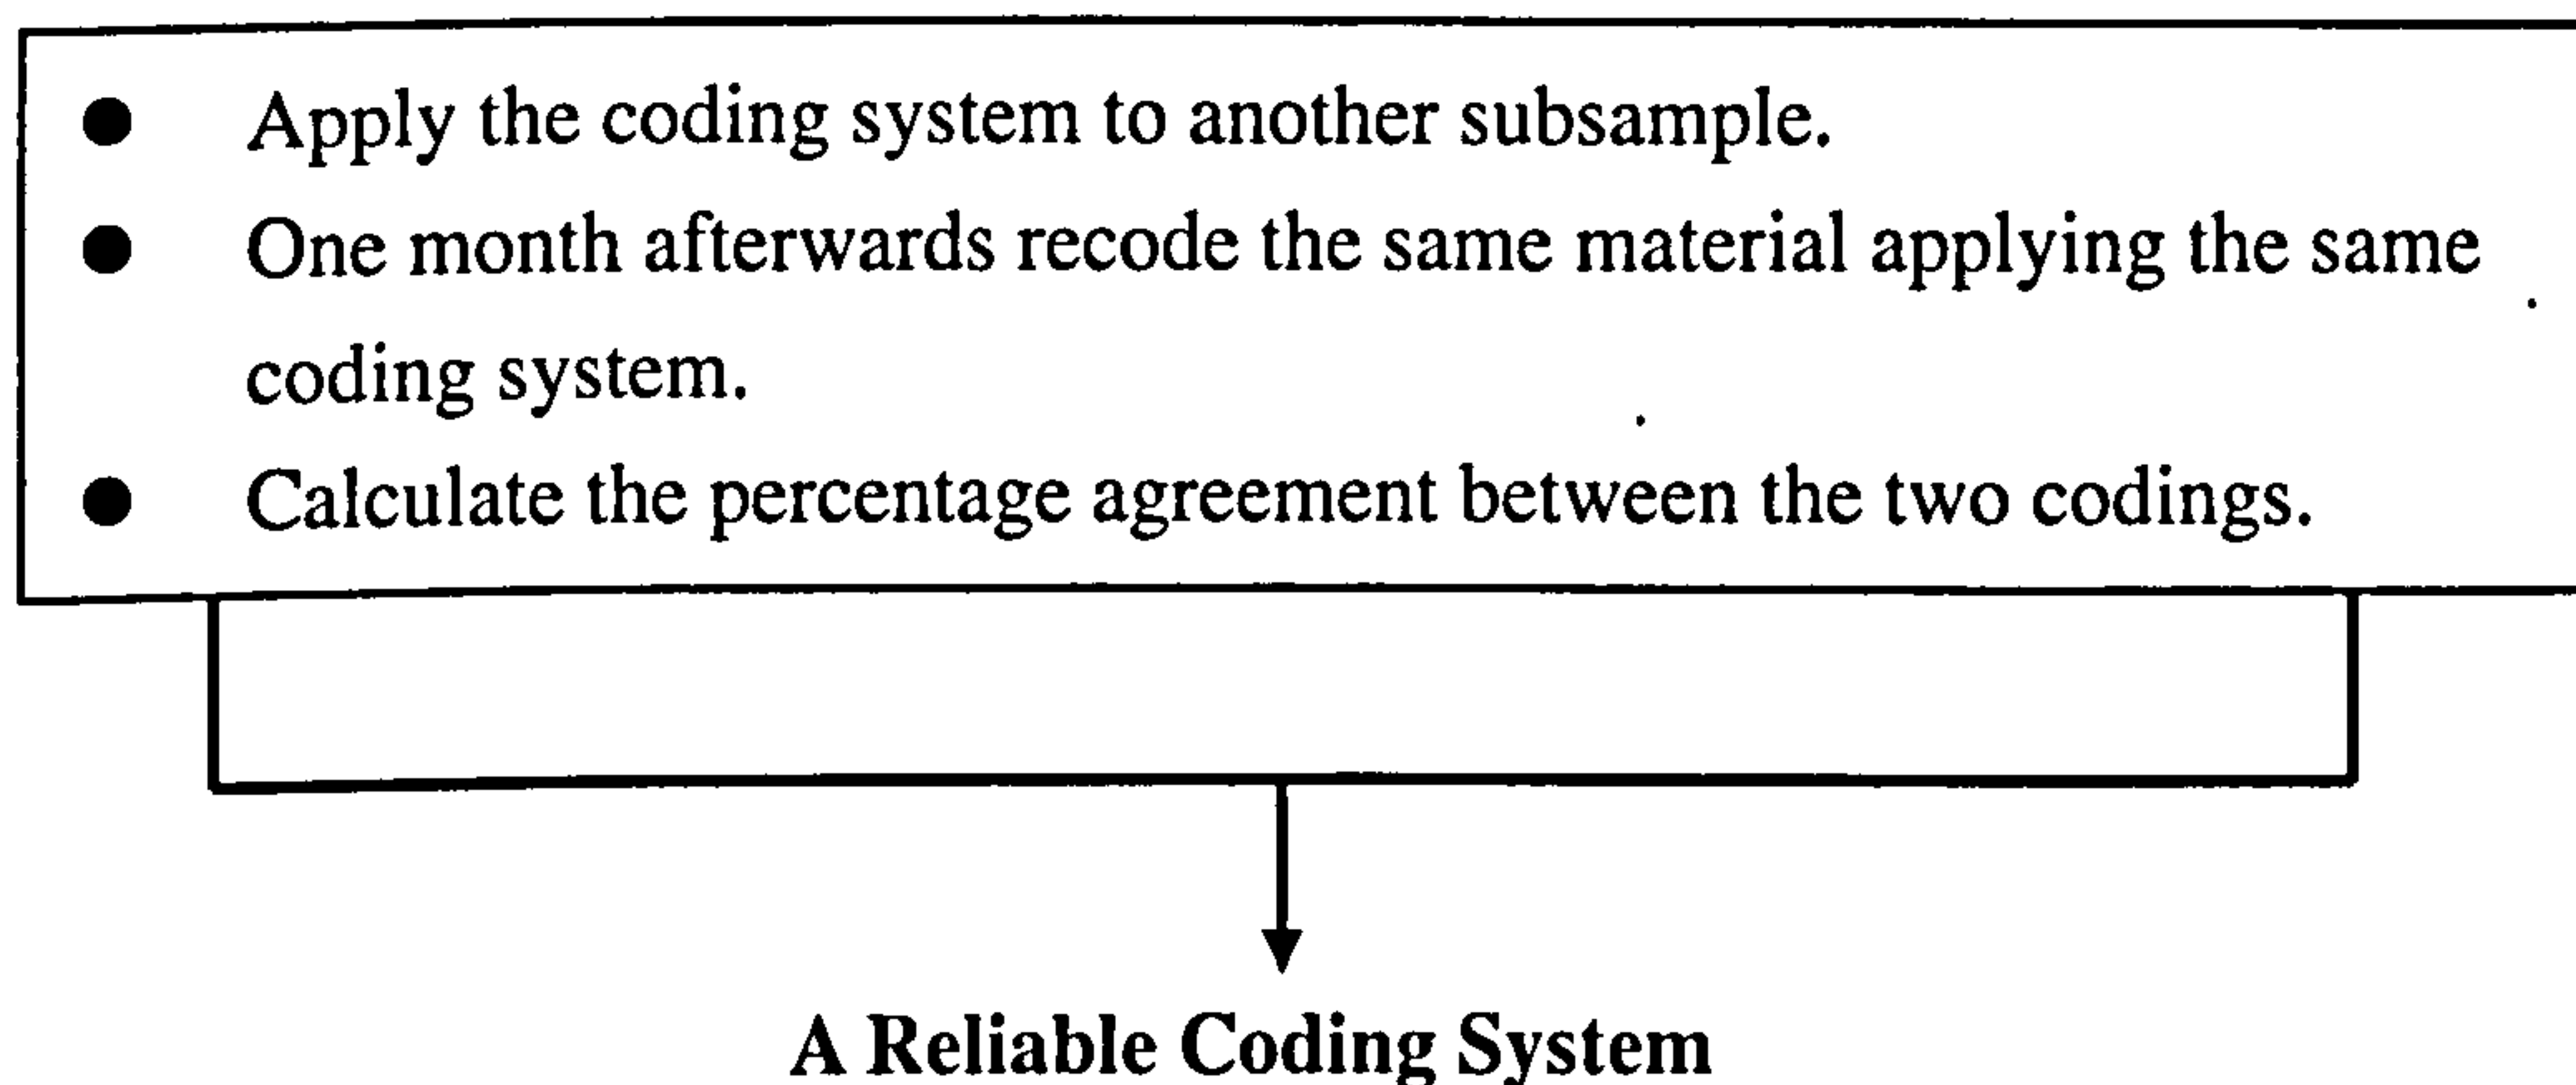 ● Apply the coding system to another subsample.
● One month afterwards recode the same material applying the same
coding system.
● Calculate the percentage agreement between the two codings.
A Reliable Coding System